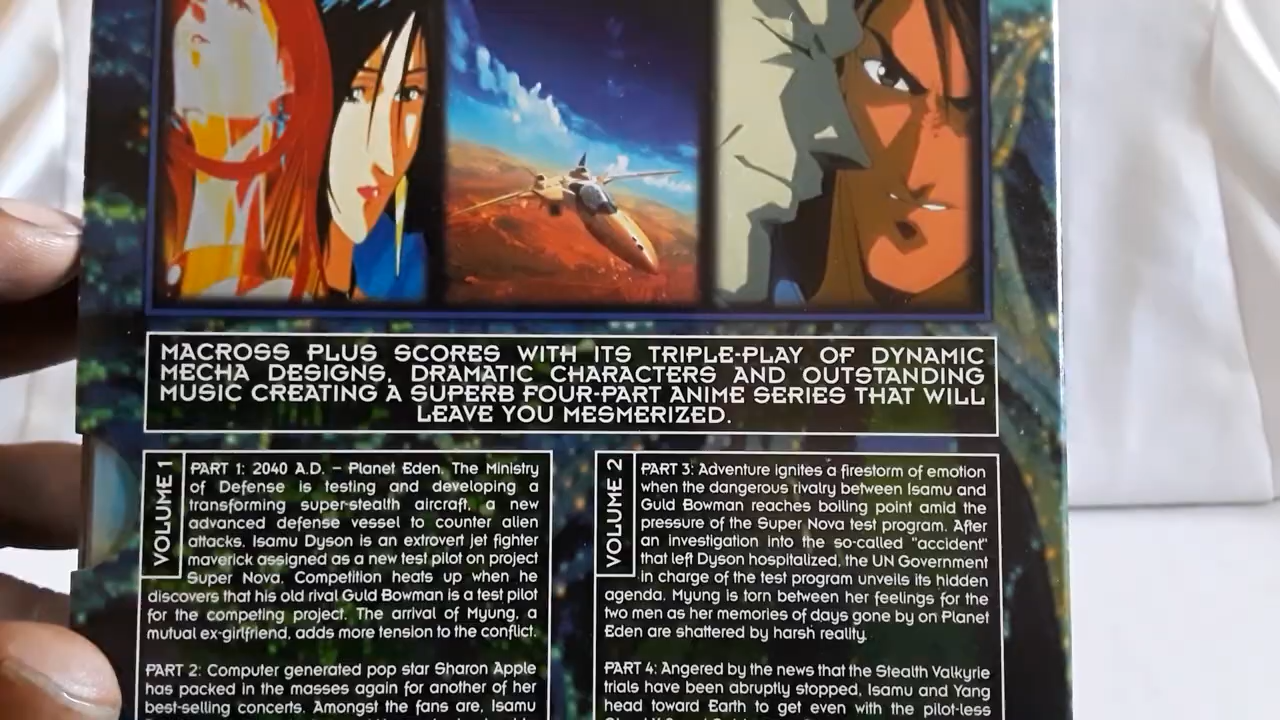 MACROSS PLUS SCORES WITH ITS TRIPLE-PLAY OF DYNAMIC
MECHA DESIGNS, DRAMATIC CHARACTERS AND OUTSTANDING
MUSIC CREATING A SUPERB FOUR-PART ANIME SERIES THAT WILL
LEAVE YOU MESMERIZED.
VOLUME 1
PART 1: 2040 A.D. – Planet Eden. The Ministry
of Defense is testing and developing a
transforming super-stealth aircraft, a new
advanced defense vessel to counter alien
attacks. Isamu Dyson is an extrovert jet fighter
maverick assigned as a new test pilot on project
Super Nova. Competition heats up when he
discovers that his old rival Guld Bowman is a test pilot
for the competing project. The arrival of Myung, a
mutual ex-girlfriend, adds more tension to the conflict.
PART 2: Computer generated pop star Sharon Apple
has packed in the masses again for another of her
best-selling concerts. Amongst the fans are, Isamu
VOLUME 2
PART 3: Adventure ignites a firestorm of emotion
when the dangerous rivalry between Isamu and
Guld Bowman reaches boiling point amid the
pressure of the Super Nova test program. After
an investigation into the so-called "accident"
that left Dyson hospitalized, the UN Government
in charge of the test program unveils its hidden
agenda. Myung is torn between her feelings for the
two men as her memories of days gone by on Planet
Eden are shattered by harsh reality.
PART 4: Angered by the news that the Stealth Valkyrie
trials have been abruptly stopped, Isamu and Yang
head toward Earth to get even with the pilot-less